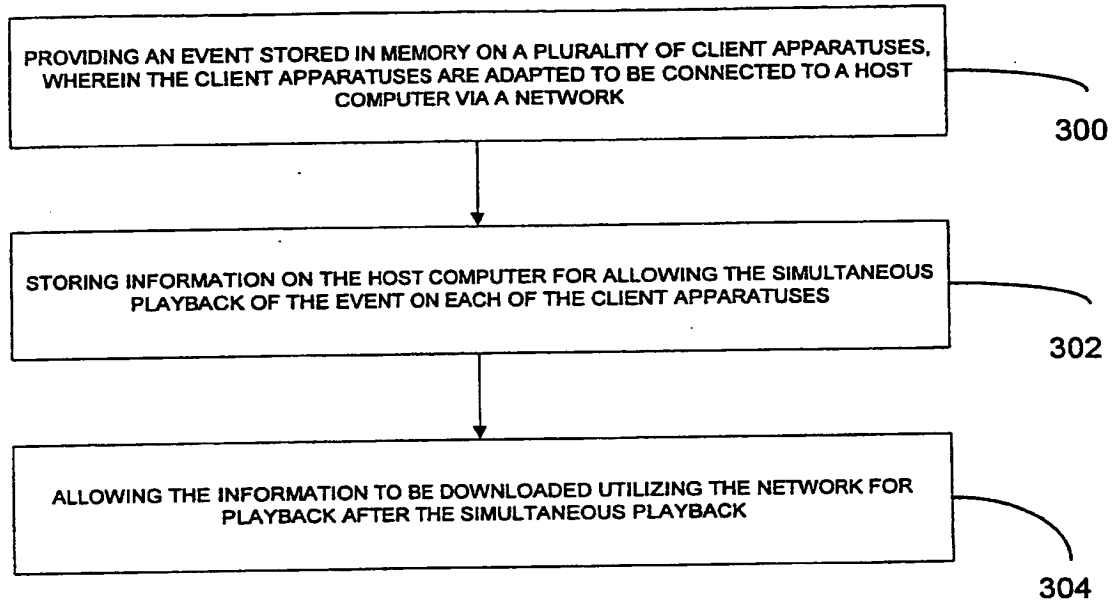 PROVIDING AN EVENT STORED IN MEMORY ON A PLURALITY OF CLIENT APPARATUSES,
WHEREIN THE CLIENT APPARATUSES ARE ADAPTED TO BE CONNECTED TO A HOST
COMPUTER VIA A NETWORK
300
STORING INFORMATION ON THE HOST COMPUTER FOR ALLOWING THE SIMULTANEOUS
PLAYBACK OF THE EVENT ON EACH OF THE CLIENT APPARATUSES
302
ALLOWING THE INFORMATION TO BE DOWNLOADED UTILIZING THE NETWORK FOR
PLAYBACK AFTER THE SIMULTANEOUS PLAYBACK
304